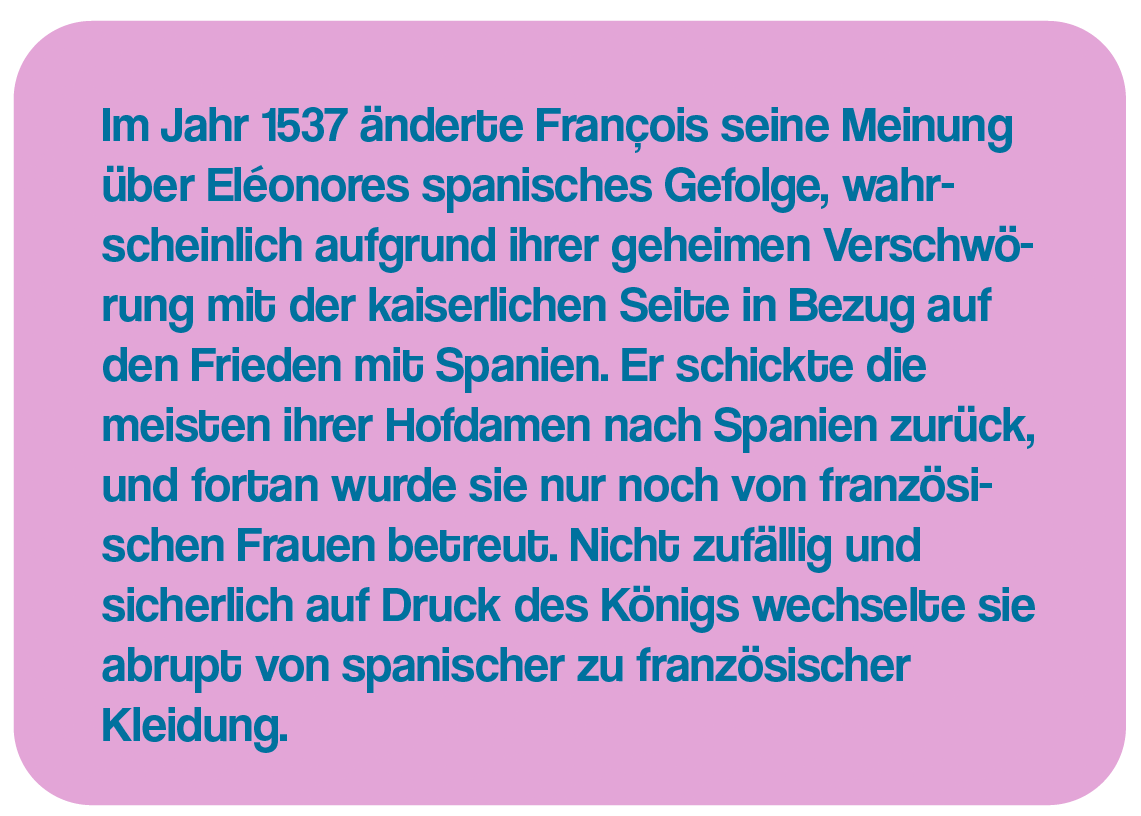 Im Jahr 1537 änderte François seine Meinung
über Eléonores spanisches Gefolge, wahr-
scheinlich aufgrund ihrer geheimen Verschwö-
rung mit der kaiserlichen Seite in Bezug auf
den Frieden mit Spanien. Er schickte die
meisten ihrer Hofdamen nach Spanien zurück,
und fortan wurde sie nur noch von französi-
schen Frauen betreut. Nicht zufällig und
sicherlich auf Druck des Königs wechselte sie
abrupt von spanischer zu französischer
Kleidung.